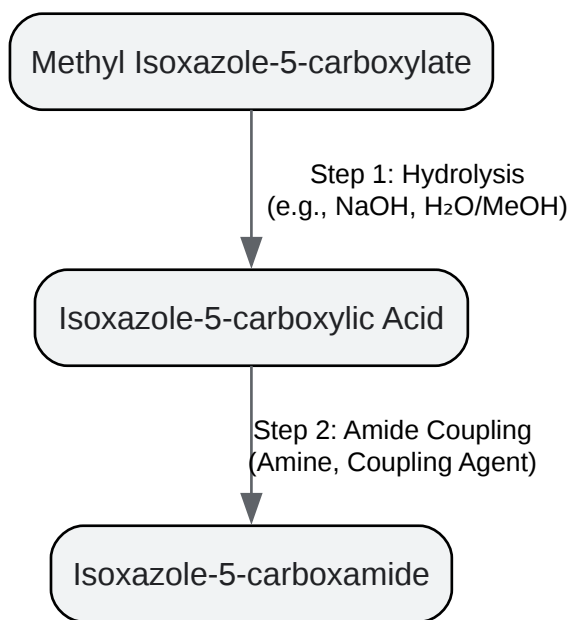 Methyl Isoxazole-5-carboxylate
Step 1: Hydrolysis
(e.g., NaOH, H₂O/MeOH)
Isoxazole-5-carboxylic Acid
Step 2: Amide Coupling
(Amine, Coupling Agent)
Isoxazole-5-carboxamide